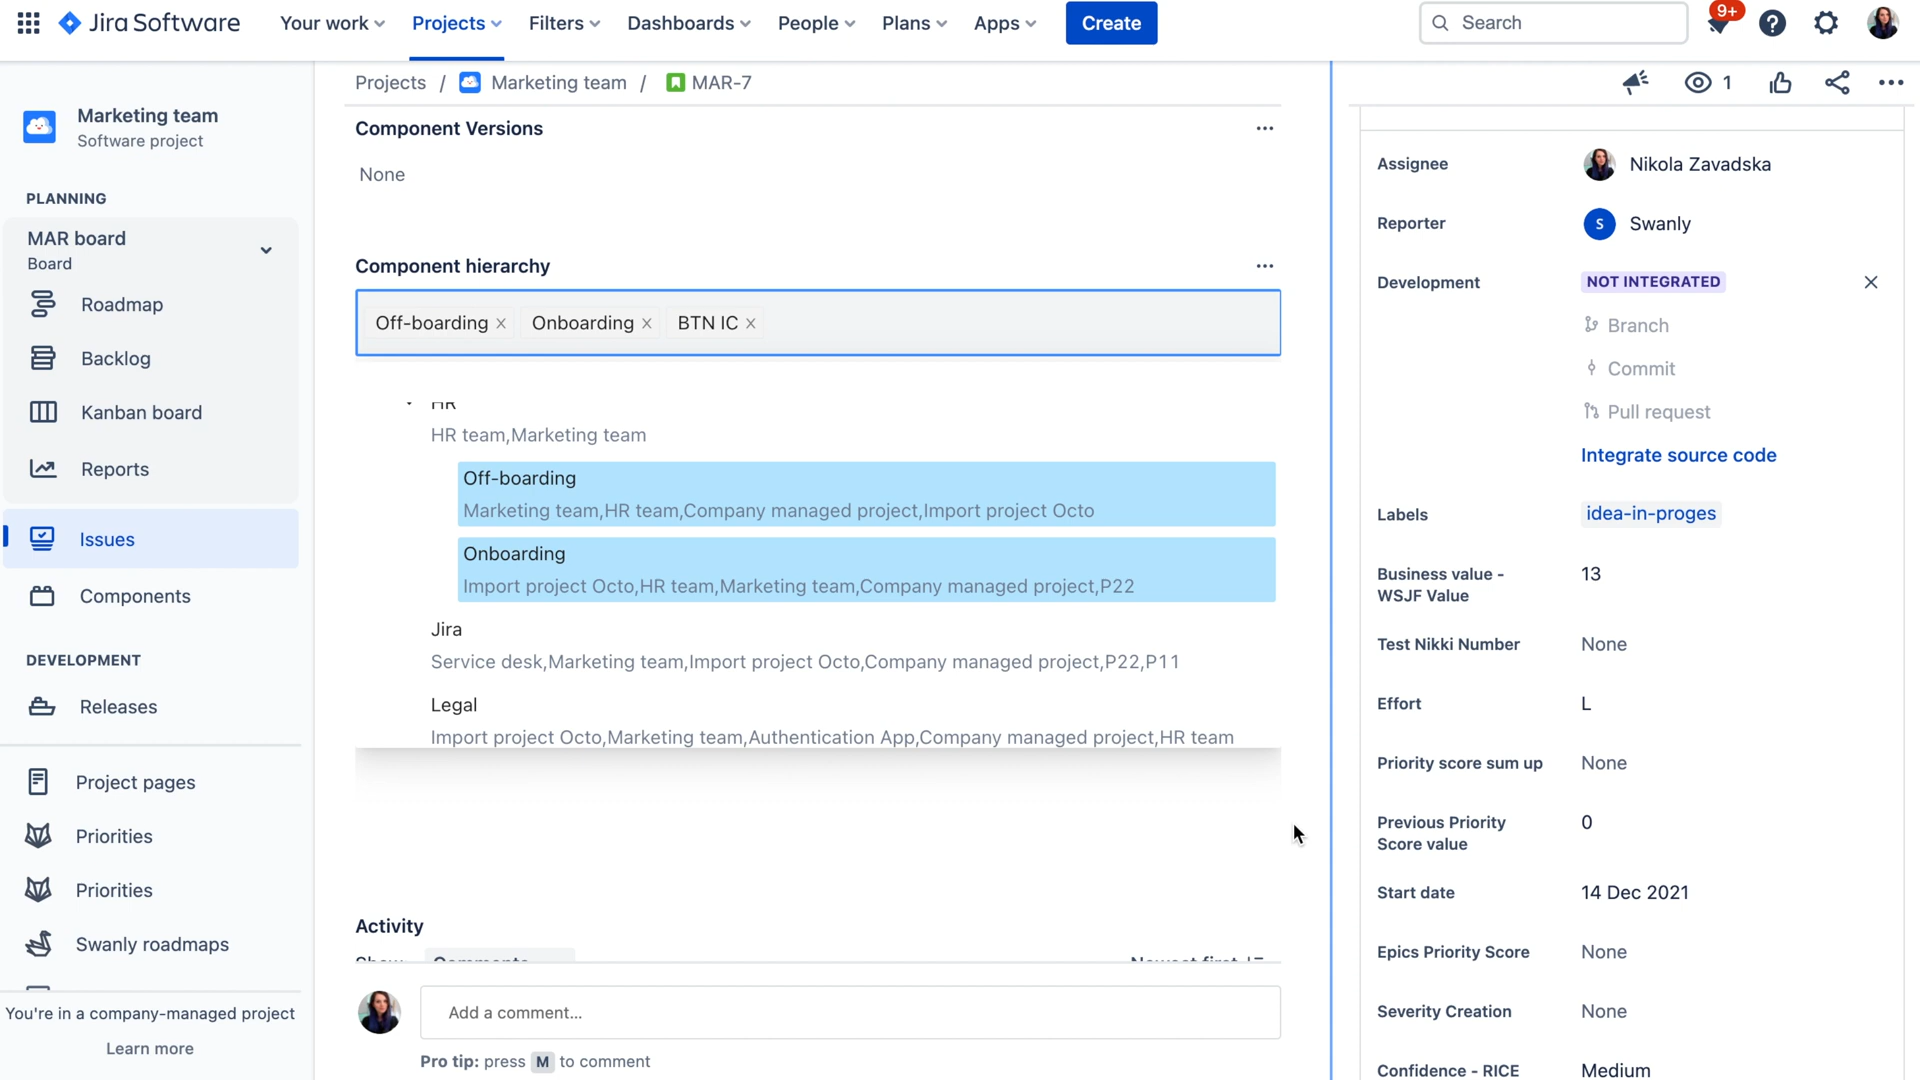 Jira Software
Your work
Projects
Filters
Dashboards
People
Plans
Apps
Create
Search
9+
Marketing team
Software project
PLANNING
MAR board
Board
Roadmap
Backlog
Kanban board
Reports
Issues
Components
DEVELOPMENT
Releases
Project pages
Priorities
Priorities
Swanly roadmaps
You're in a company-managed project
Learn more
Projects / Marketing team / MAR-7
Component Versions
None
Component hierarchy
Off-boarding × Onboarding × BTN IC ×
HR
HR team,Marketing team
Off-boarding
Marketing team,HR team,Company managed project,Import project Octo
Onboarding
Import project Octo,HR team,Marketing team,Company managed project,P22
Jira
Service desk,Marketing team,Import project Octo,Company managed project,P22,P11
Legal
Import project Octo,Marketing team,Authentication App,Company managed project,HR team
Activity
Show: Comments Newest first
Add a comment...
Pro tip: press M to comment
1
Assignee
Nikola Zavadska
Reporter
S Swanly
Development
NOT INTEGRATED
Branch
Commit
Pull request
Integrate source code
Labels
idea-in-proges
Business value -
WSJF Value
13
Test Nikki Number
None
Effort
L
Priority score sum up
None
Previous Priority
Score value
0
Start date
14 Dec 2021
Epics Priority Score
None
Severity Creation
None
Confidence - RICE
Medium